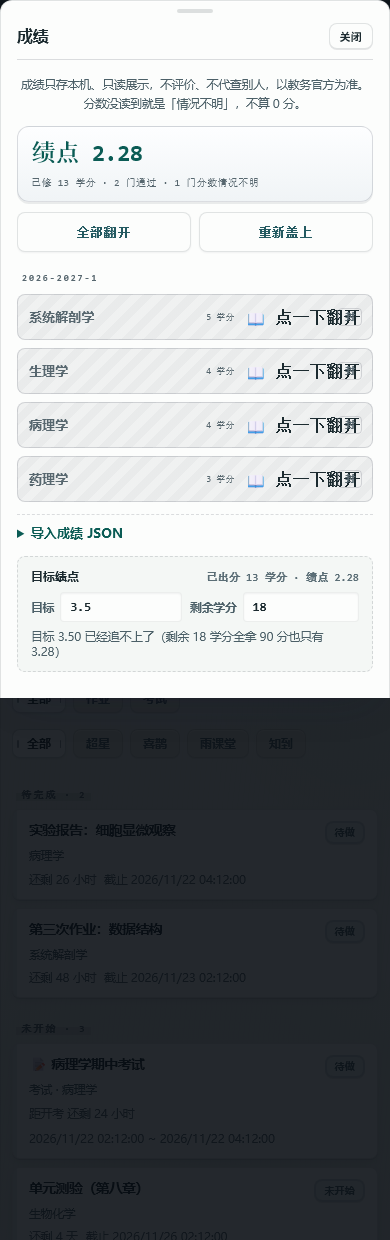 成绩
关闭
成绩只存本机、只读展示，不评价、不代查别人，以教务官方为准。
分数没读到就是「情况不明」，不算 0 分。
绩点 2.28
已修 13 学分 · 2 门通过 · 1 门分数情况不明
全部翻开
重新盖上
2026-2027-1
系统解剖学
5 学分
点一下翻开
生理学
4 学分
点一下翻开
病理学
4 学分
点一下翻开
药理学
3 学分
点一下翻开
▶ 导入成绩 JSON
目标绩点
已出分 13 学分 · 绩点 2.28
目标
3.5
剩余学分
18
目标 3.50 已经追不上了（剩余 18 学分全拿 90 分也只有
3.28）
全部
作业
考试
全部
超星
喜鹊
雨课堂
知到
待完成 · 2
实验报告：细胞显微观察
待做
病理学
还剩 26 小时 截止 2026/11/22 04:12:00
第三次作业：数据结构
待做
系统解剖学
还剩 48 小时 截止 2026/11/23 02:12:00
未开始 · 3
病理学期中考试
待做
考试 · 病理学
距开考 还剩 24 小时
2026/11/22 02:12:00 — 2026/11/22 04:12:00
单元测验（第八章）
未开始
生物化学
还剩 4 天 截止 2026/11/26 02:12:00